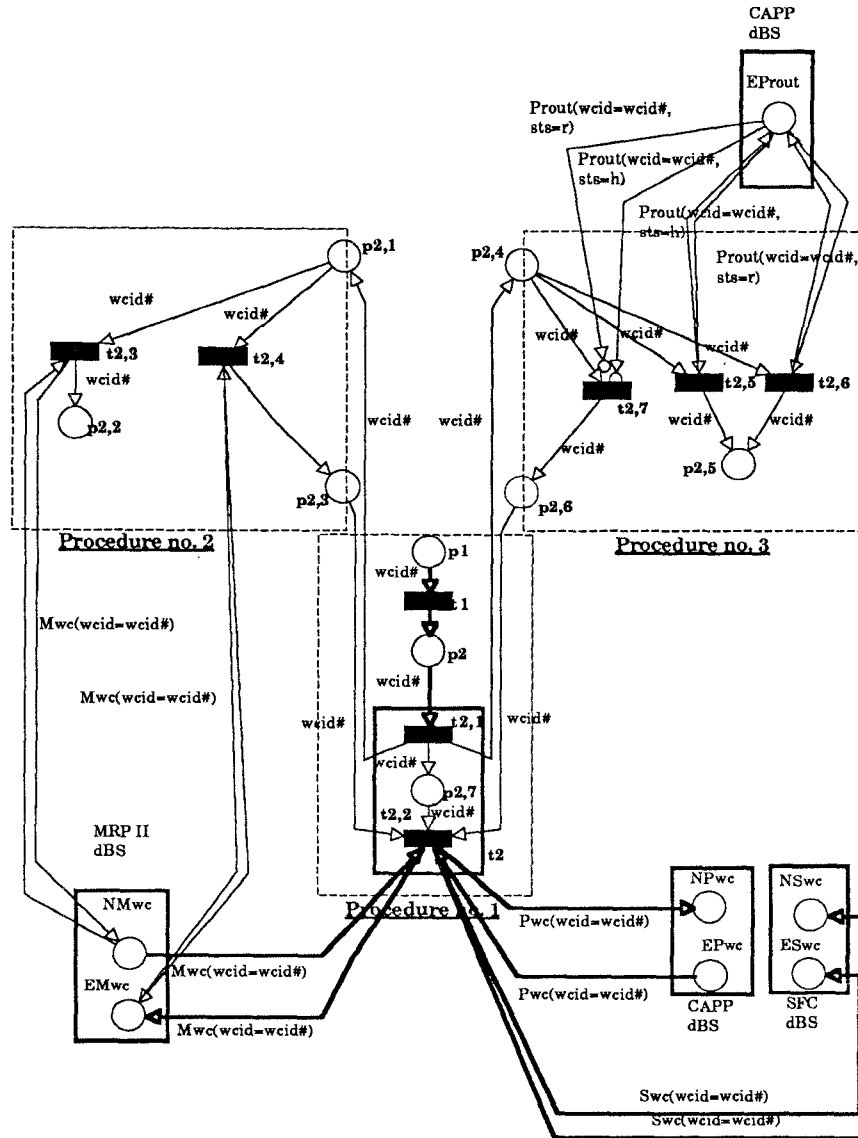 CAPP
dBS
EProut
Prout(wcid=wcid#,
sts=r)
Prout(wcid=wcid#,
sts=h)
Prout(wcid=wcid#,
sts=h)
Prout(wcid=wcid#,
sts=r)
p2,1
p2,4
wcid#
wcid#
wcid#
wcid#
wcid#
t2,3
t2,4
wcid#
t2,7
t2,5
t2,6
p2,2
wcid#
wcid#
wcid#
wcid#
wcid#
p2,3
p2,6
p2,5
Procedure no. 2
Procedure no. 3
p1
wcid#
t1
Mwc(wcid=wcid#)
p2
wcid#
Mwc(wcid=wcid#)
wcid#
t2,1
wcid#
wcid#
p2,7
t2,2
wcid#
t2
MRP II
dBS
NMwc
Procedure no. 1
NPwc
NSwc
Pwc(wcid=wcid#)
EMwc
Mwc(wcid=wcid#)
EPwc
ESwc
Pwc(wcid=wcid#)
Mwc(wcid=wcid#)
CAPP
dBS
SFC
dBS
Swc(wcid=wcid#)
Swc(wcid=wcid#)